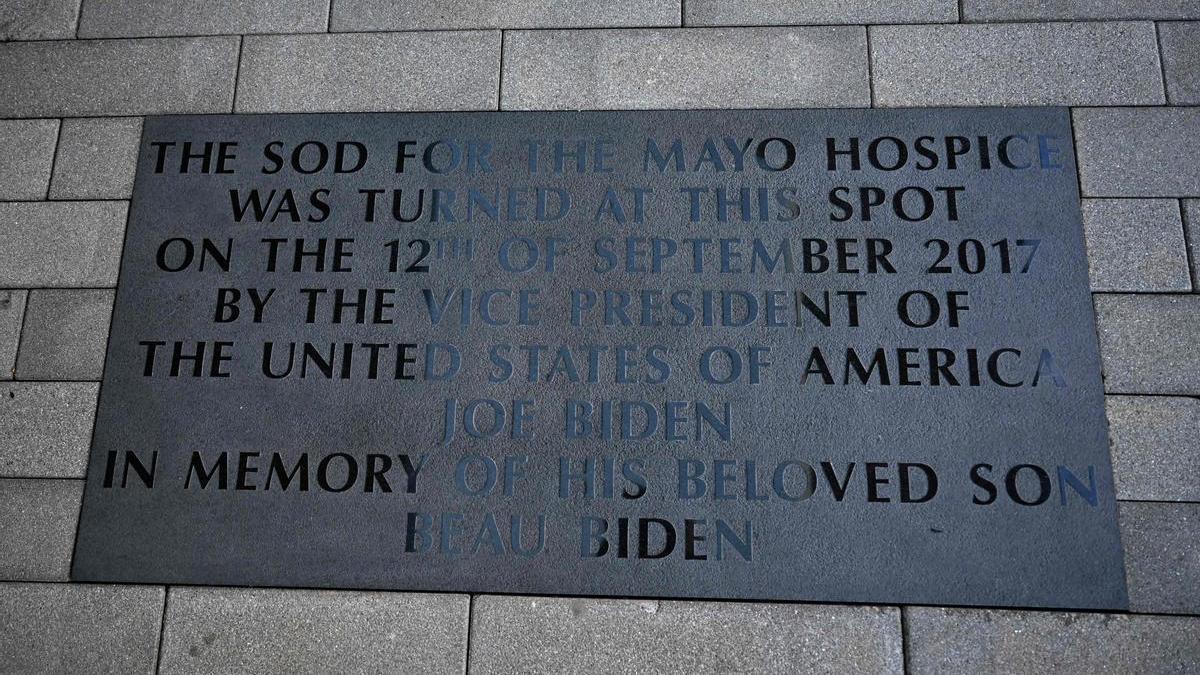 THE SOD FOR THE MAYO HOSPICE
WAS TURNED AT THIS SPOT
ON THE 12TH OF SEPTEMBER 2017
BY THE VICE PRESIDENT OF
THE UNITED STATES OF AMERICA
JOE BIDEN
IN MEMORY OF HIS BELOVED SON
BEAU BIDEN